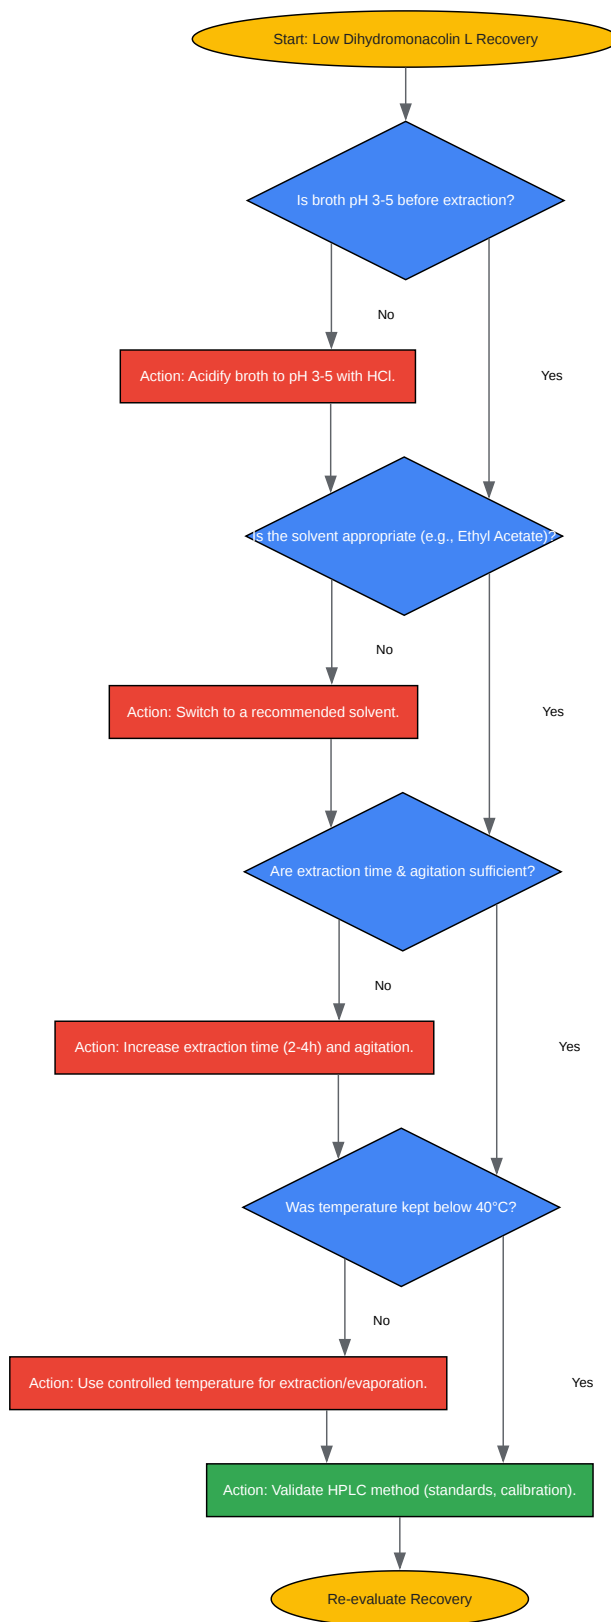 Start: Low Dihydromonacolin L Recovery
Is broth pH 3-5 before extraction?
No
Action: Acidify broth to pH 3-5 with HCl.
Yes
Is the solvent appropriate (e.g., Ethyl Acetate)?
No
Action: Switch to a recommended solvent.
Yes
Are extraction time & agitation sufficient?
No
Action: Increase extraction time (2-4h) and agitation.
Yes
Was temperature kept below 40°C?
No
Action: Use controlled temperature for extraction/evaporation.
Yes
Action: Validate HPLC method (standards, calibration).
Re-evaluate Recovery